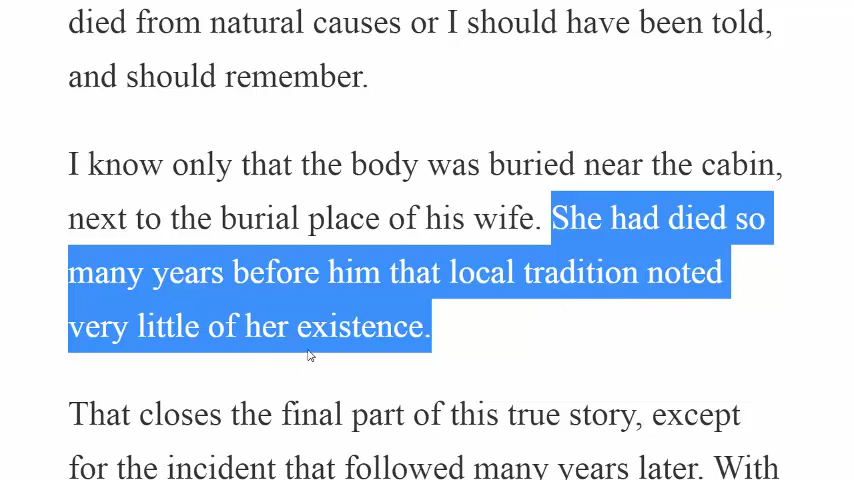 died from natural causes or I should have been told,
and should remember.
I know only that the body was buried near the cabin,
next to the burial place of his wife. She had died so
many years before him that local tradition noted
very little of her existence.
That closes the final part of this true story, except
for the incident that followed many years later. With